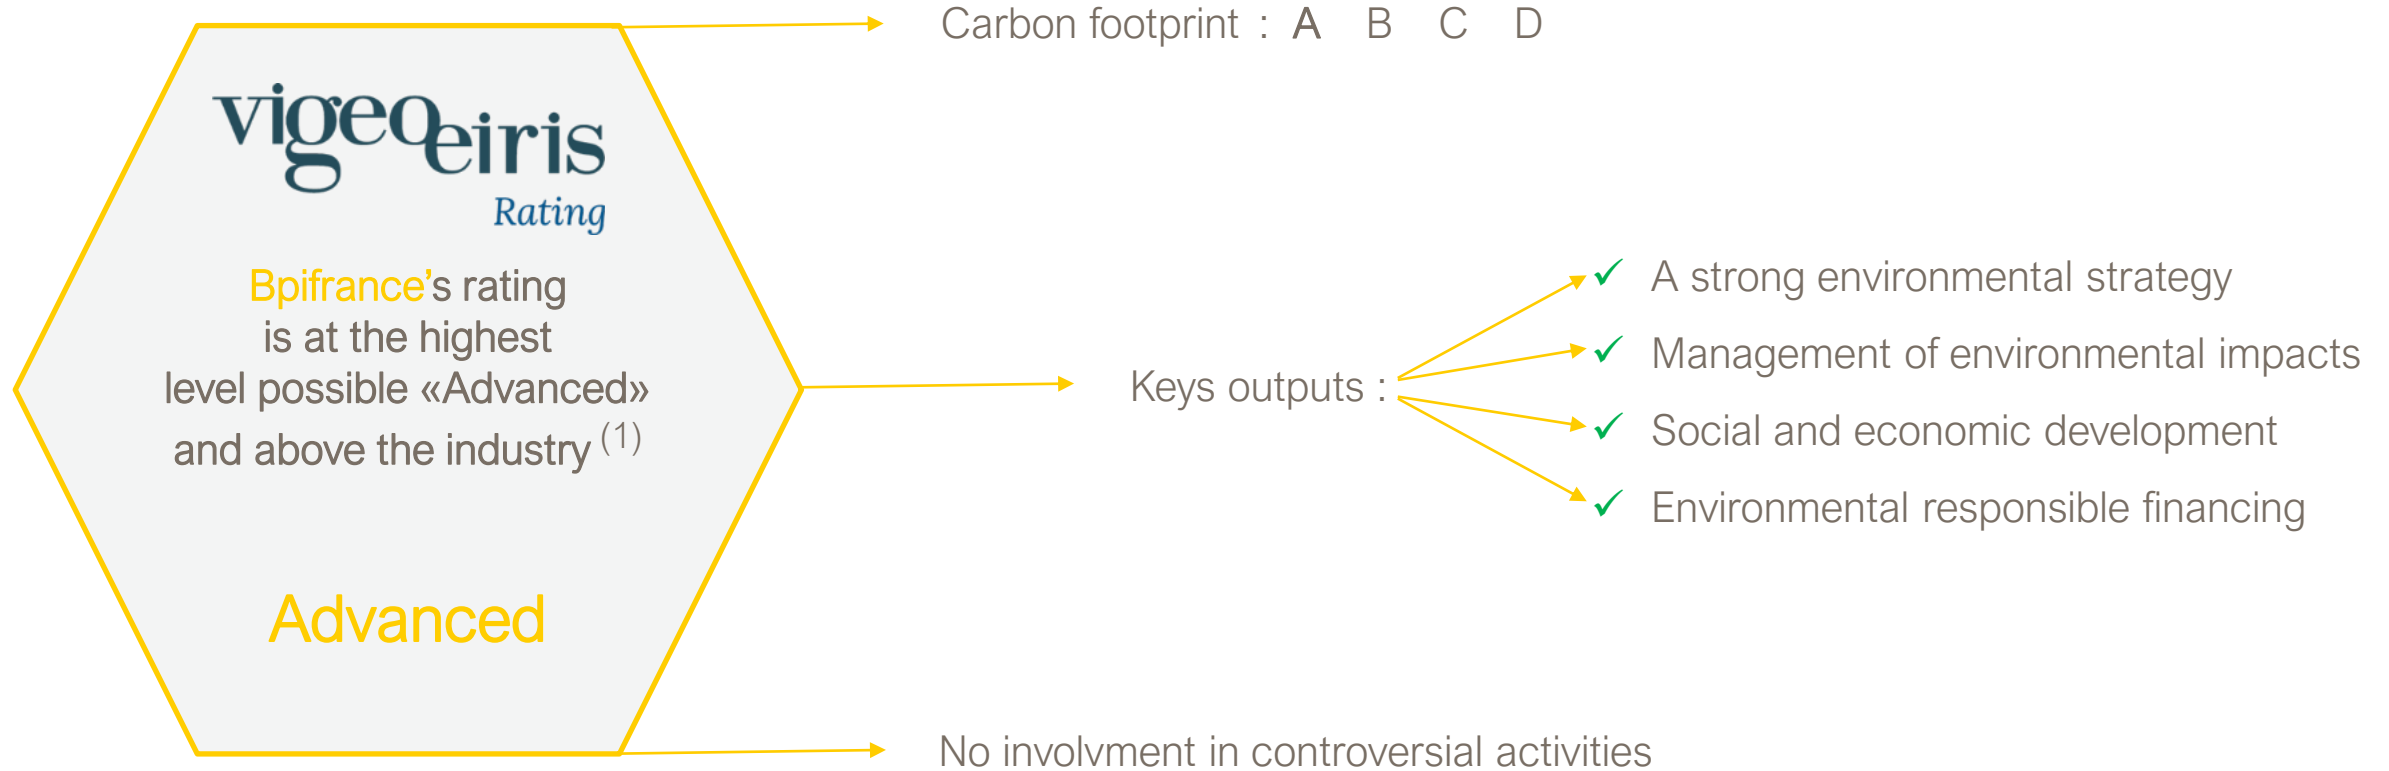 Carbon footprint : A B C D
vigeoeiris
Rating
Bpifrance's rating
is at the highest
level possible «Advanced»
and above the industry (1)
Advanced
Keys outputs :
✓ A strong environmental strategy
✓ Management of environmental impacts
✓ Social and economic development
✓ Environmental responsible financing
No involvment in controversial activities